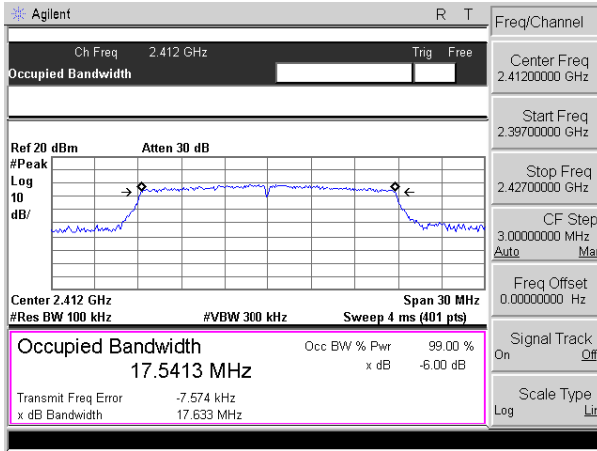 Agilent R T Freq/Channel
Ch Freq 2.412 GHz Trig Free
Occupied Bandwidth
Center Freq
2.41200000 GHz
Start Freq
2.39700000 GHz
Ref 20 dBm Atten 30 dB
#Peak
Log
10
dB/
Stop Freq
2.42700000 GHz
CF Step
3.00000000 MHz
Auto Ma
Center 2.412 GHz Span 30 MHz
#Res BW 100 kHz #VBW 300 kHz Sweep 4 ms (401 pts)
Freq Offset
0.00000000 Hz
Occupied Bandwidth Occ BW % Pwr 99.00 %
17.5413 MHz x dB -6.00 dB
Transmit Freq Error -7.574 kHz
x dB Bandwidth 17.633 MHz
Signal Track
On Off
Scale Type
Log Lin